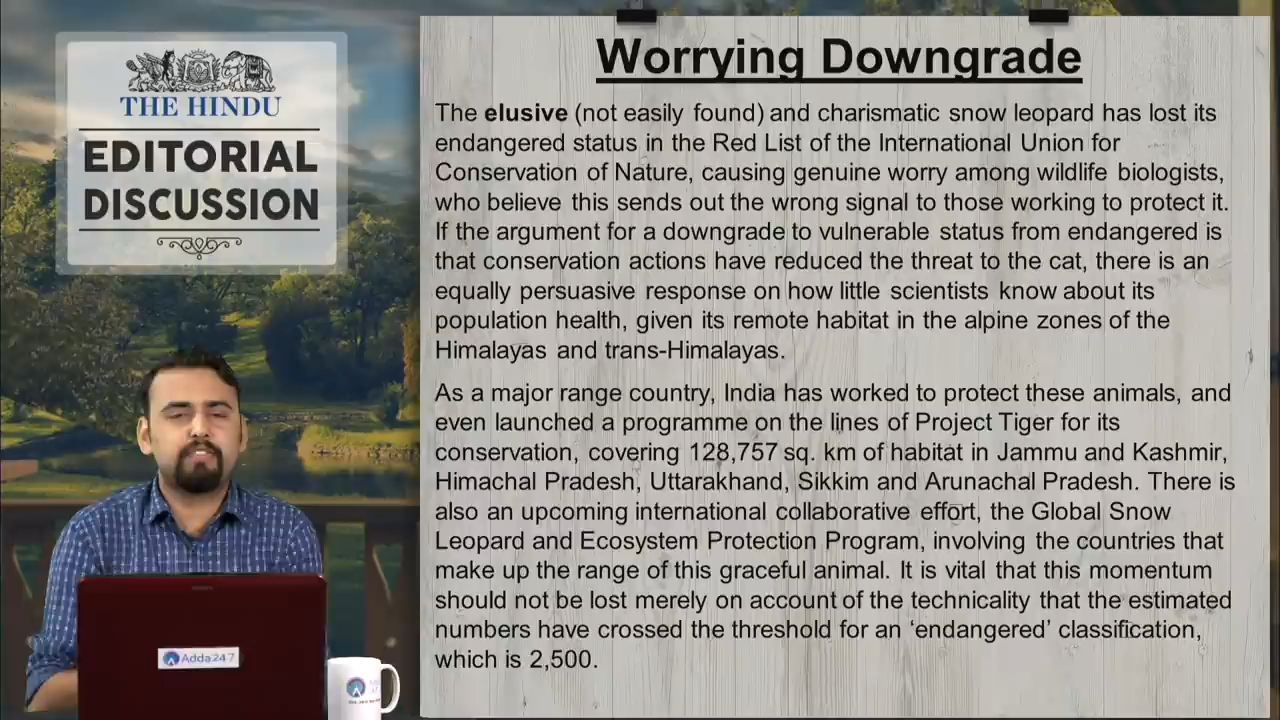 THE HINDU
EDITORIAL
DISCUSSION
Worrying Downgrade
The elusive (not easily found) and charismatic snow leopard has lost its
endangered status in the Red List of the International Union for
Conservation of Nature, causing genuine worry among wildlife biologists,
who believe this sends out the wrong signal to those working to protect it.
If the argument for a downgrade to vulnerable status from endangered is
that conservation actions have reduced the threat to the cat, there is an
equally persuasive response on how little scientists know about its
population health, given its remote habitat in the alpine zones of the
Himalayas and trans-Himalayas.
As a major range country, India has worked to protect these animals, and
even launched a programme on the lines of Project Tiger for its
conservation, covering 128,757 sq. km of habitat in Jammu and Kashmir,
Himachal Pradesh, Uttarakhand, Sikkim and Arunachal Pradesh. There is
also an upcoming international collaborative effort, the Global Snow
Leopard and Ecosystem Protection Program, involving the countries that
make up the range of this graceful animal. It is vital that this momentum
should not be lost merely on account of the technicality that the estimated
numbers have crossed the threshold for an ‘endangered’ classification,
which is 2,500.
Adda247